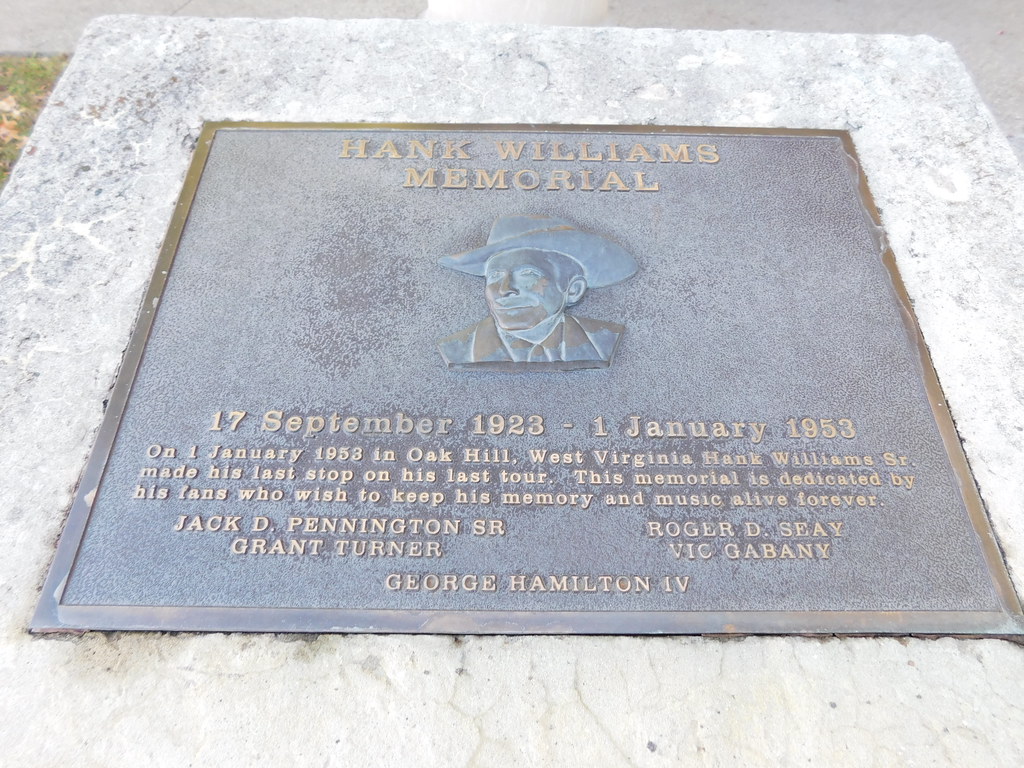 HANK WILLIAMS
MEMORIAL
17 September 1923 - 1 January 1953
On 1 January 1953 in Oak Hill, West Virginia Hank Williams Sr.
made his last stop on his last tour. This memorial is dedicated by
his fans who wish to keep his memory and music alive forever.
JACK D. PENNINGTON SR ROGER D. SEAY
GRANT TURNER VIC GABANY
GEORGE HAMILTON IV